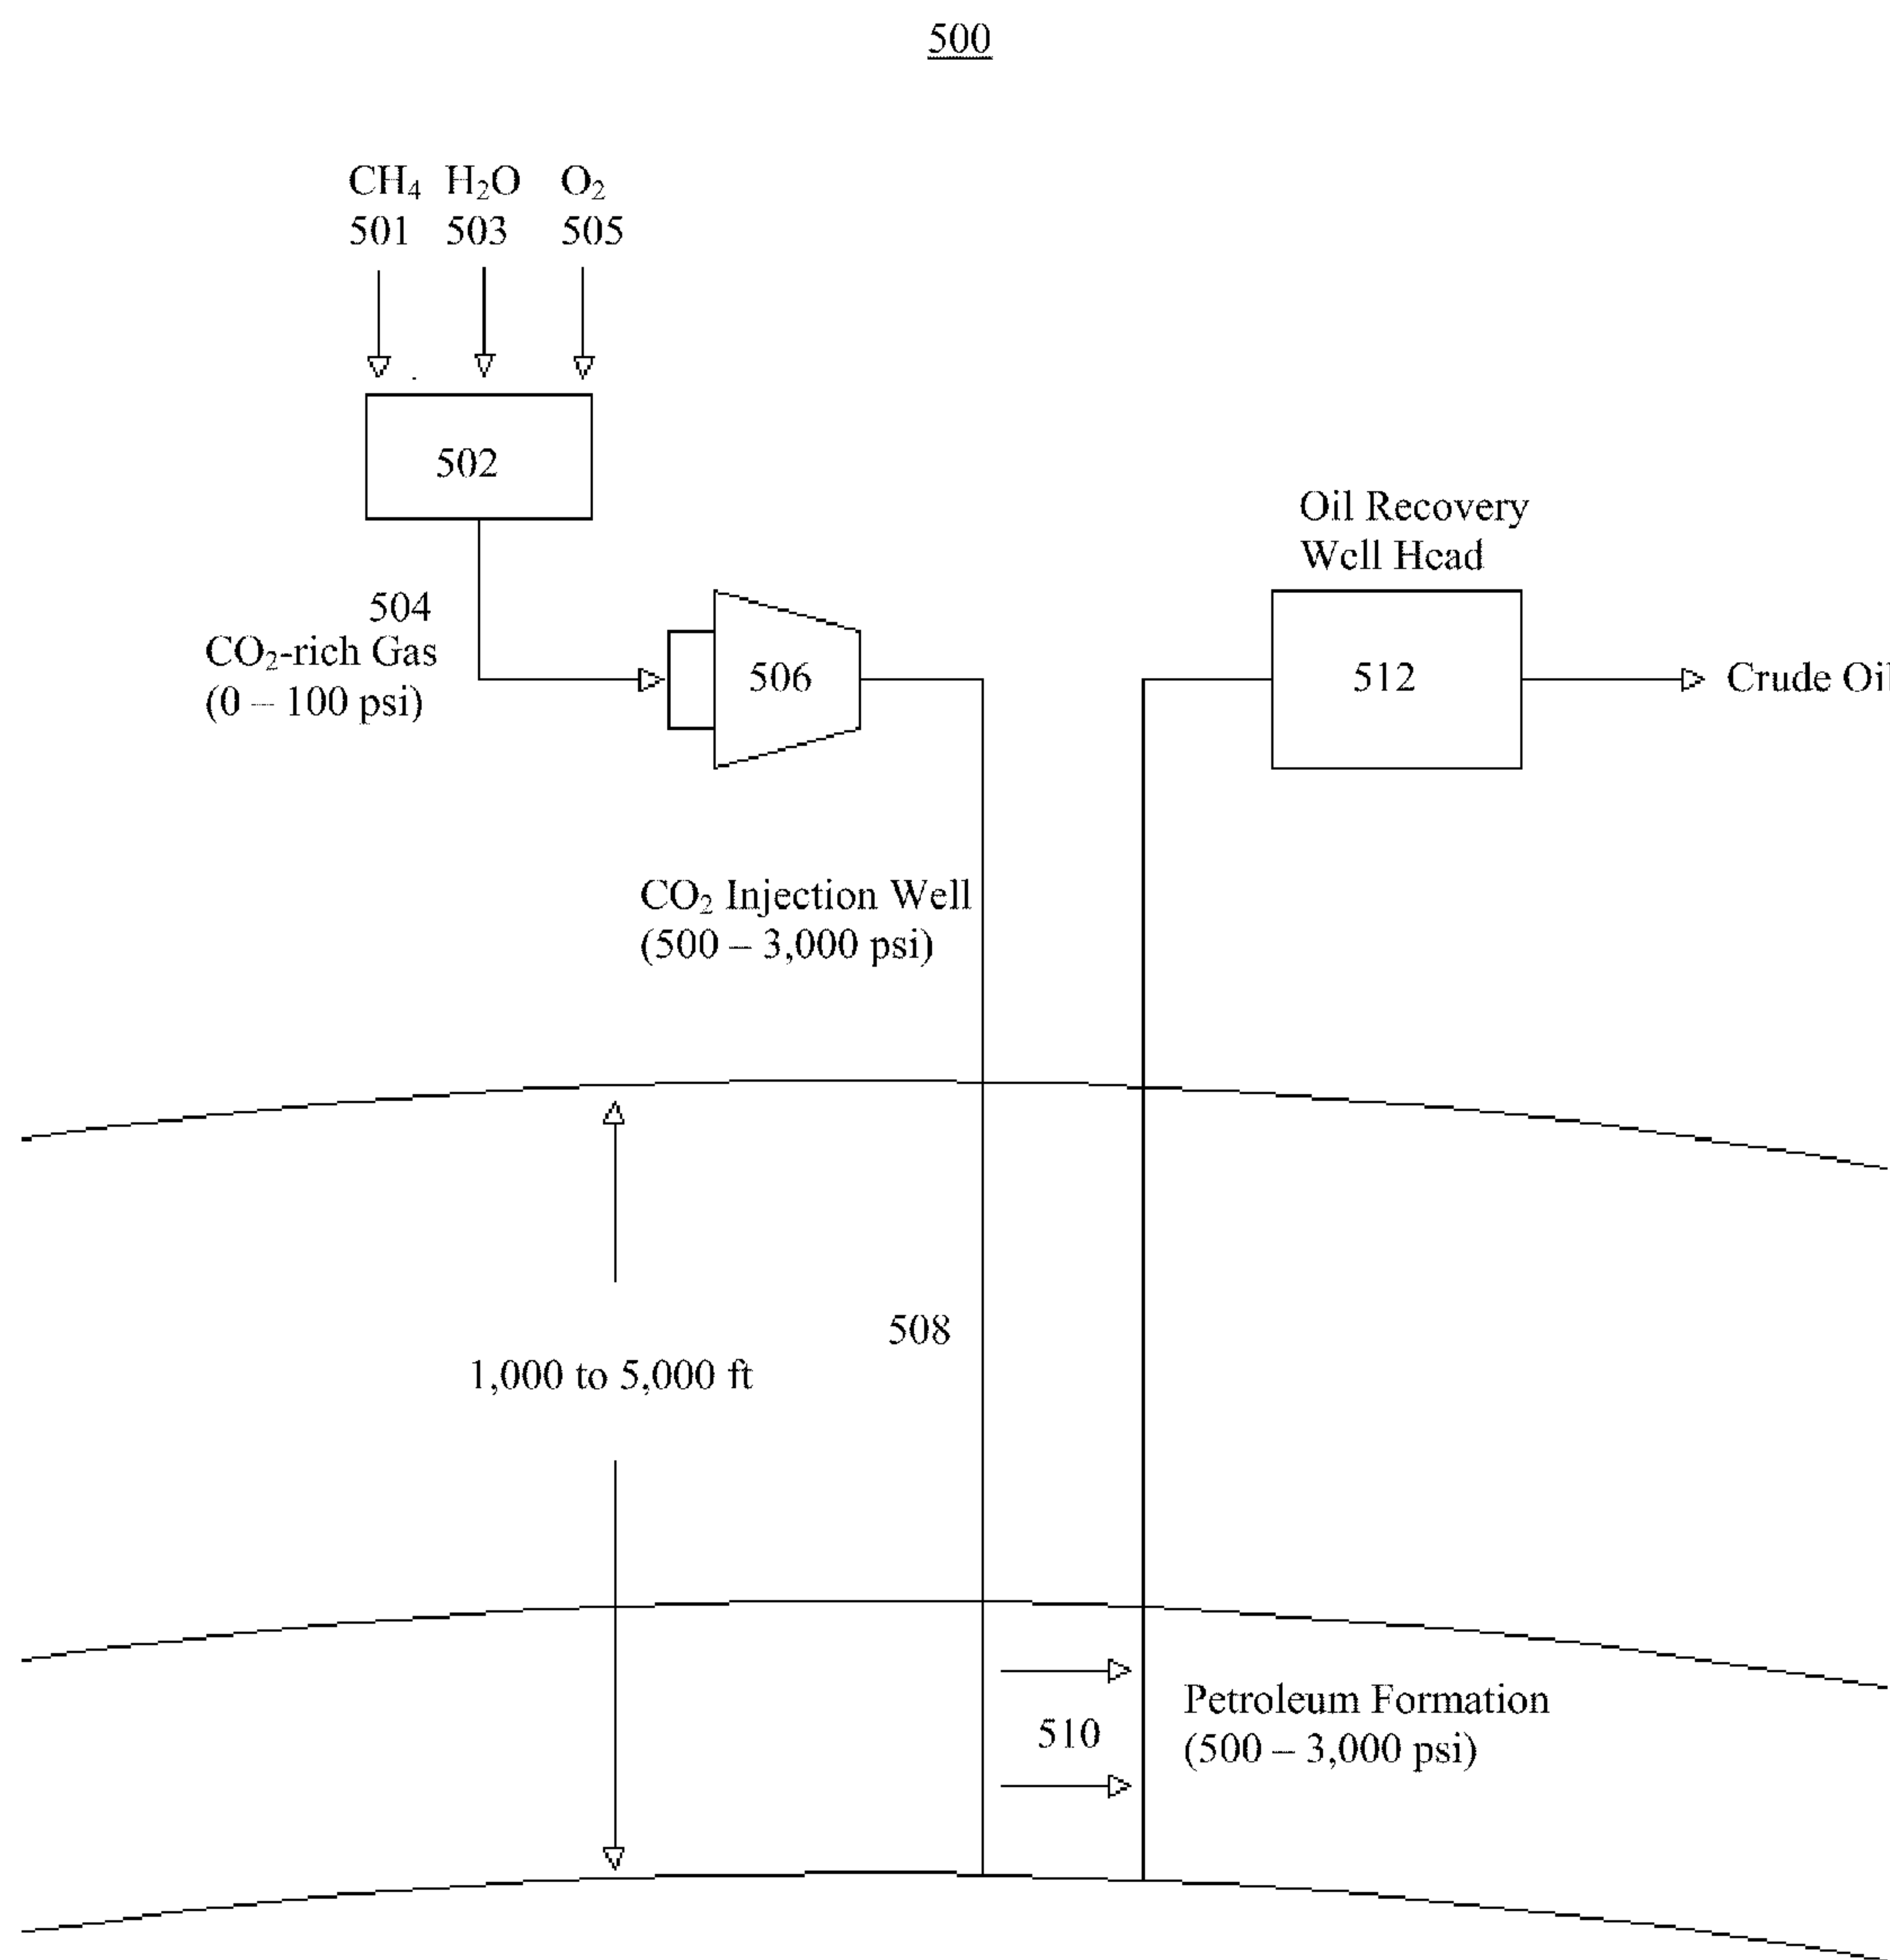 500
CH₄ H₂O O₂
501 503 505
502
Oil Recovery
Well Head
504
CO₂-rich Gas
(0 – 100 psi)
506
512
Crude Oil
CO₂ Injection Well
(500 – 3,000 psi)
508
1,000 to 5,000 ft
Petroleum Formation
(500 – 3,000 psi)
510